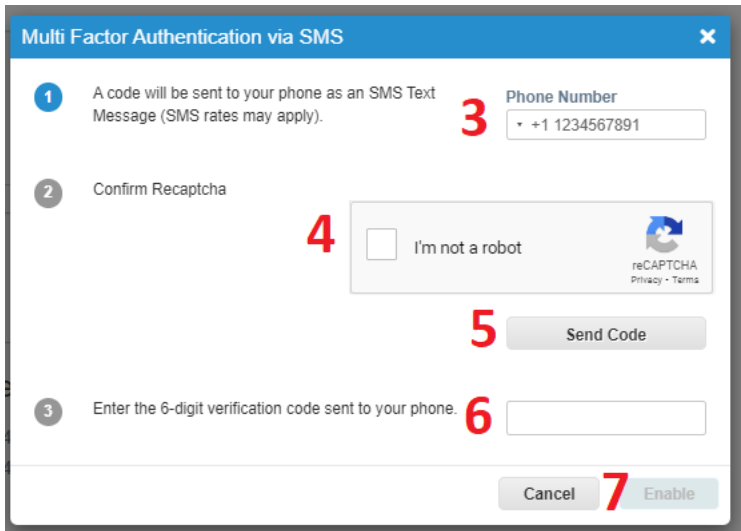 Multi Factor Authentication via SMS
1
A code will be sent to your phone as an SMS Text
Message (SMS rates may apply).
3
Phone Number
+1 1234567891
2
Confirm Recaptcha
4
I'm not a robot
reCAPTCHA
Privacy - Terms
5
Send Code
3
Enter the 6-digit verification code sent to your phone.
6
Cancel
7
Enable